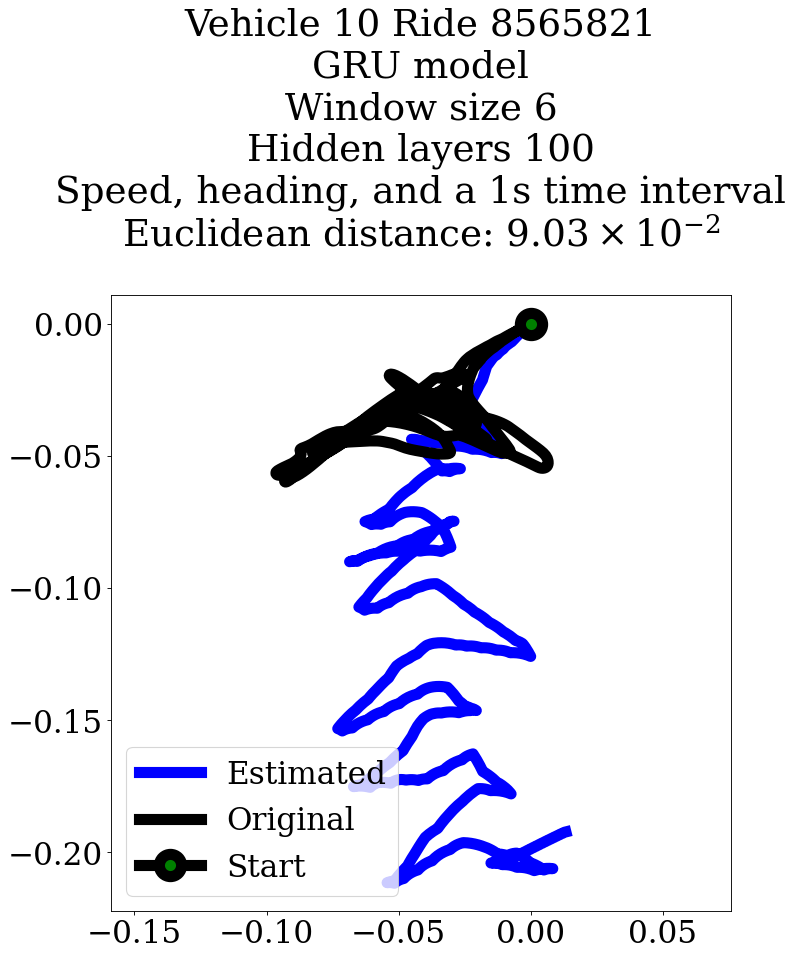 Vehicle 10 Ride 8565821
GRU model
Window size 6
Hidden layers 100
Speed, heading, and a 1s time interval
Euclidean distance: 9.03 × 10⁻²
0.00
−0.05
−0.10
−0.15
−0.20
Estimated
Original
Start
−0.15 −0.10 −0.05 0.00 0.05